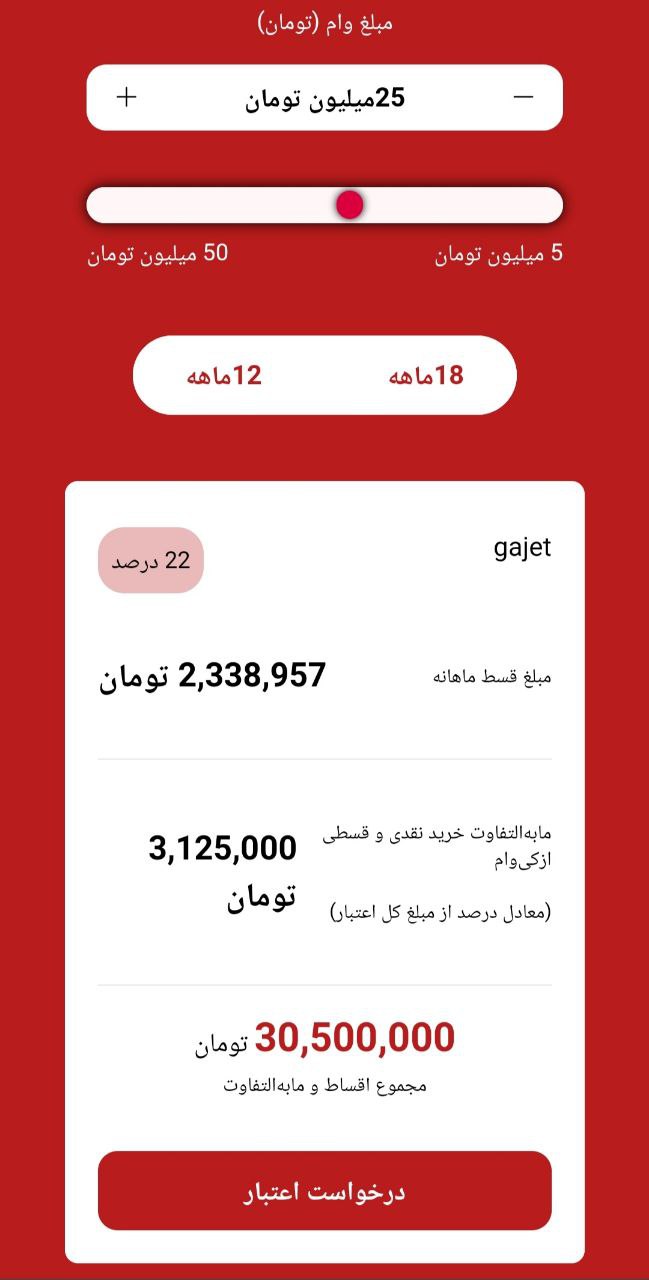 مبلغ وام (تومان)
25میلیون تومان
5 میلیون تومان
50 میلیون تومان
18ماهه
12ماهه
gajet
22 درصد
مبلغ قسط ماهانه
2,338,957 تومان
مابه‌التفاوت خرید نقدی و قسطی
ازکی‌وام
(معادل درصد از مبلغ کل اعتبار)
3,125,000
تومان
30,500,000 تومان
مجموع اقساط و مابه‌التفاوت
درخواست اعتبار